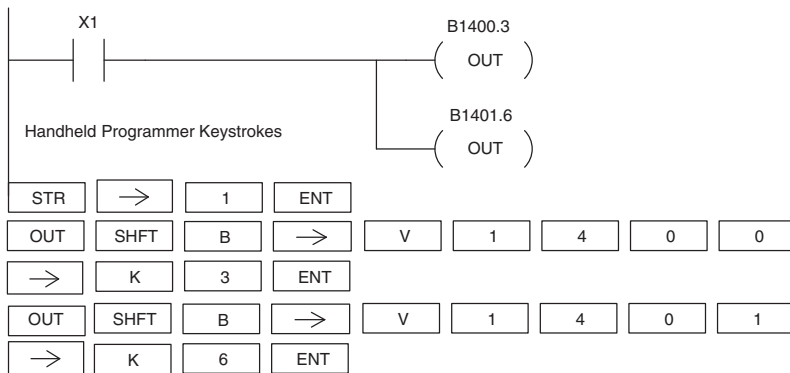 X1
B1400.3
OUT
B1401.6
OUT
Handheld Programmer Keystrokes
STR → 1 ENT
OUT SHFT B → V 1 4 0 0
→ K 3 ENT
OUT SHFT B → V 1 4 0 1
→ K 6 ENT